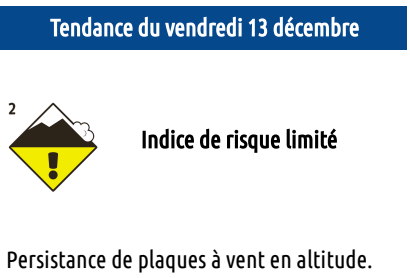 Tendance du vendredi 13 décembre
2
Indice de risque limité
Persistance de plaques à vent en altitude.